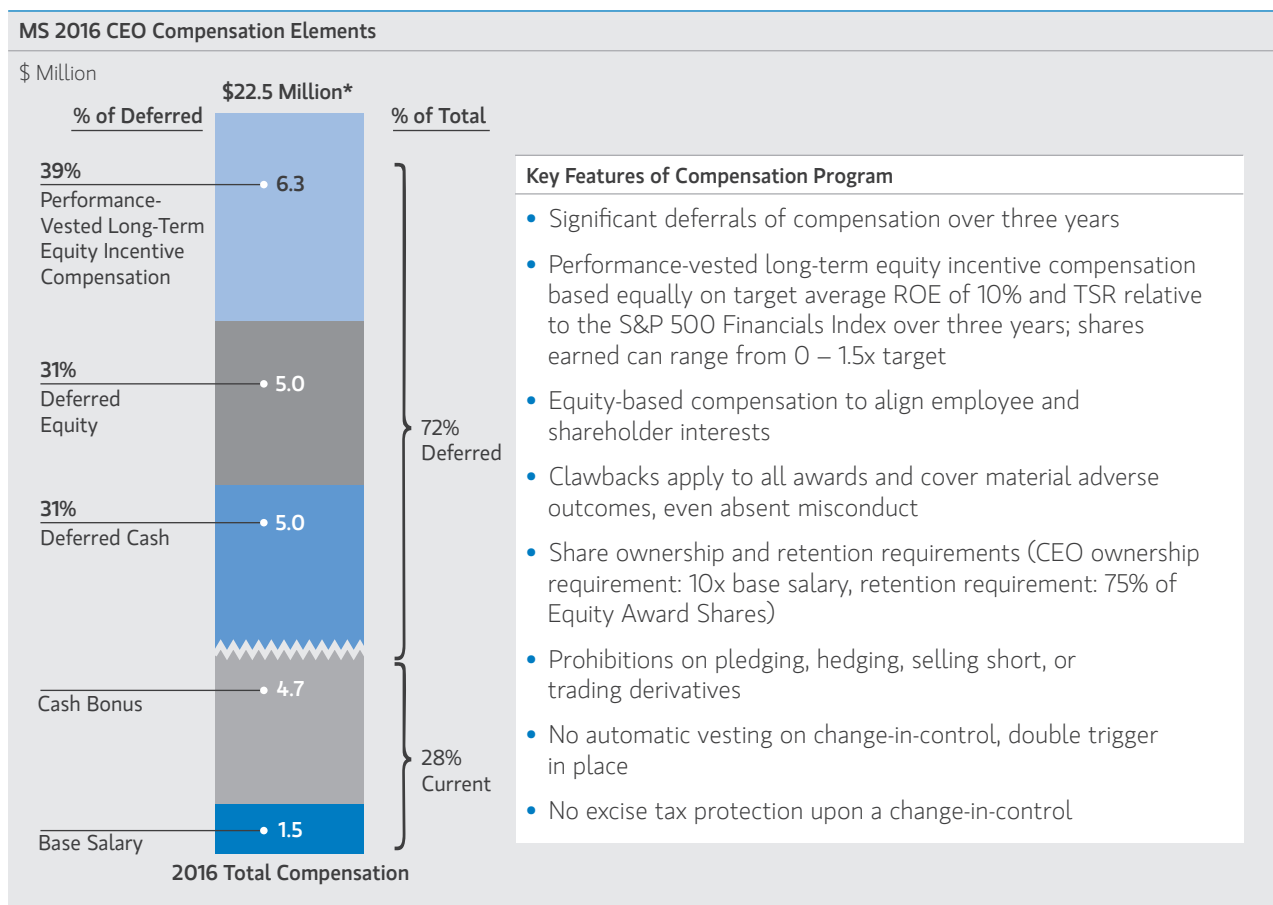 MS 2016 CEO Compensation Elements
$ Million
$22.5 Million*
% of Deferred
% of Total
39%
Performance-
Vested Long-Term
Equity Incentive
Compensation
6.3
31%
Deferred
Equity
5.0
31%
Deferred Cash
5.0
72%
Deferred
Cash Bonus
4.7
28%
Current
Base Salary
1.5
2016 Total Compensation
Key Features of Compensation Program
• Significant deferrals of compensation over three years
• Performance-vested long-term equity incentive compensation
based equally on target average ROE of 10% and TSR relative
to the S&P 500 Financials Index over three years; shares
earned can range from 0 – 1.5x target
• Equity-based compensation to align employee and
shareholder interests
• Clawbacks apply to all awards and cover material adverse
outcomes, even absent misconduct
• Share ownership and retention requirements (CEO ownership
requirement: 10x base salary, retention requirement: 75% of
Equity Award Shares)
• Prohibitions on pledging, hedging, selling short, or
trading derivatives
• No automatic vesting on change-in-control, double trigger
in place
• No excise tax protection upon a change-in-control